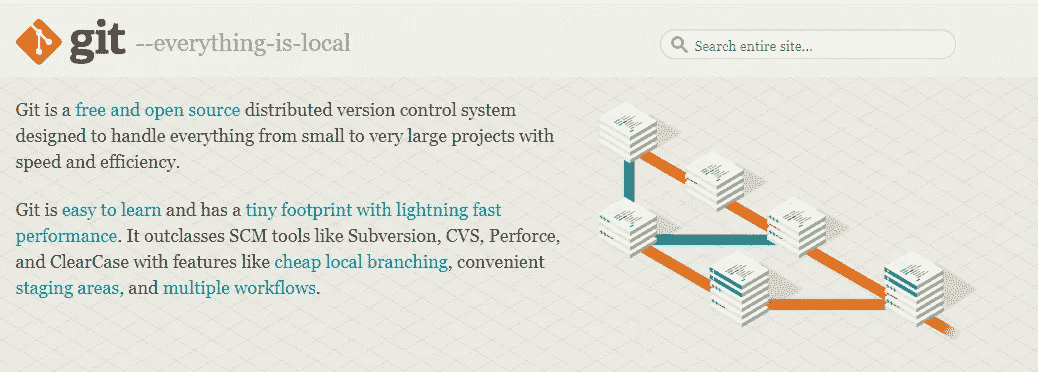 git --everything-is-local
Search entire site...
Git is a free and open source distributed version control system
designed to handle everything from small to very large projects with
speed and efficiency.
Git is easy to learn and has a tiny footprint with lightning fast
performance. It outclasses SCM tools like Subversion, CVS, Perforce,
and ClearCase with features like cheap local branching, convenient
staging areas, and multiple workflows.